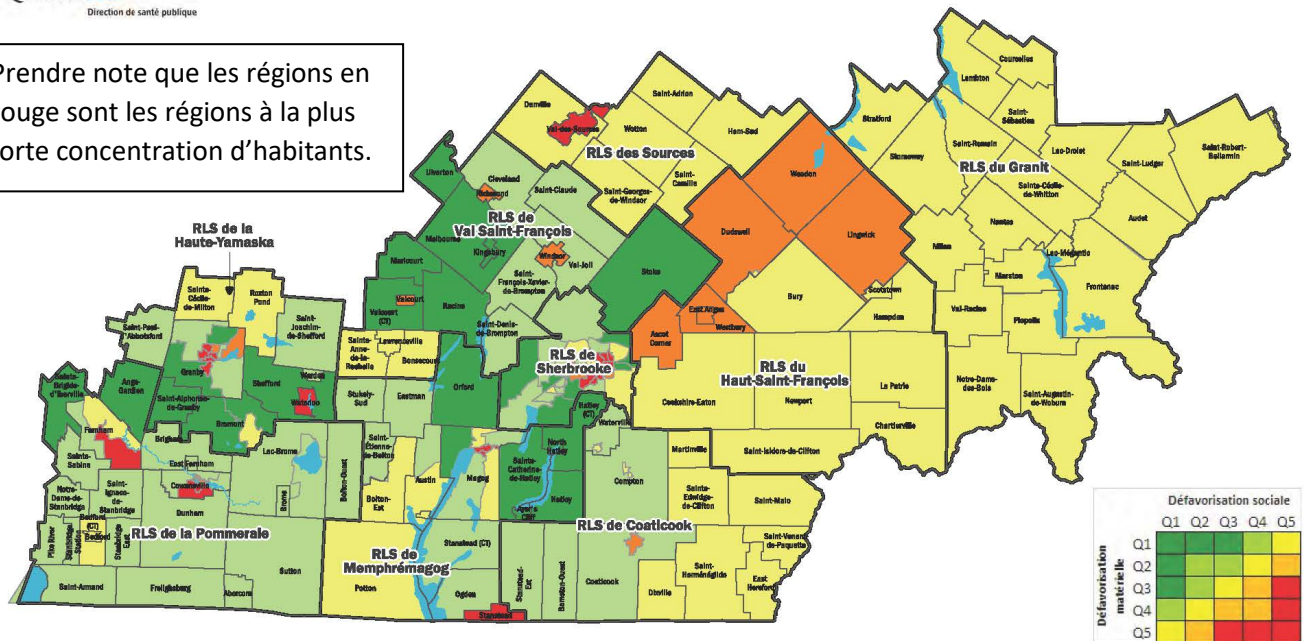 Direction de santé publique
Prendre note que les régions en
ouge sont les régions à la plus
orte concentration d'habitants.
RLS des Sources
Danville
Val-des-Sources
Saint-Adrien
Wotton
Ham-Sud
Saint-Camille
Saint-Georges-de-Windsor
RLS du Granit
Lambton
Courcelles
Saint-Sébastien
Stratford
Saint-Romain
Stornoway
Lac-Drolet
Saint-Ludger
Saint-Robert-Bellarmin
Sainte-Cécile-de-Whitton
Audet
Nantes
Milan
Lac-Mégantic
Marston
Frontenac
Val-Racine
Piopolis
Notre-Dame-des-Bois
Saint-Augustin-de-Woburn
RLS de
Val Saint-François
Ulverton
Cleveland
Richmond
Saint-Claude
Melbourne
Kingsbury
Windsor
Val-Joli
Maricourt
Saint-François-Xavier-de-Brompton
Stoke
Valcourt
Valcourt (CT)
Racine
Saint-Denis-de-Brompton
Sainte-Anne-de-la-Rochelle
Lawrenceville
Bonsecours
RLS du
Haut-Saint-François
Weedon
Dudswell
Lingwick
Bury
Scotstown
Hampden
East Angus
Westbury
Ascot Corner
Cookshire-Eaton
Newport
La Patrie
Chartierville
Saint-Isidore-de-Clifton
RLS de la
Haute-Yamaska
Sainte-Cécile-de-Milton
Roxton Pond
Saint-Joachim-de-Shefford
Granby
Shefford
Warden
Waterloo
Saint-Alphonse-de-Granby
RLS de
Sherbrooke
RLS de la Pommeraie
Saint-Paul-Abbotsford
Ange-Gardien
Sainte-Brigide-d'Iberville
Farnham
Bromont
Brigham
Sainte-Sabine
East Farnham
Lac-Brome
Cowansville
Notre-Dame-de-Stanbridge
Saint-Ignace-de-Stanbridge
Bedford (CT)
Bedford
Dunham
Brome
Bolton-Ouest
Pike River
Stanbridge Station
Stanbridge East
Sutton
Saint-Armand
Frelighsburg
Abercorn
RLS de
Memphrémagog
Stukely-Sud
Eastman
Orford
Saint-Étienne-de-Bolton
Austin
Magog
Bolton-Est
Sainte-Catherine-de-Hatley
North Hatley
Hatley (CT)
Hatley
Ayer's Cliff
Stanstead (CT)
Potton
Ogden
Stanstead
RLS de Coaticook
Waterville
Compton
Martinville
Sainte-Edwidge-de-Clifton
Saint-Malo
Saint-Venant-de-Paquette
Stanstead-Est
Barnston-Ouest
Coaticook
Saint-Herménégilde
Dixville
East Hereford
Défavorisation sociale
Q1 Q2 Q3 Q4 Q5
Défavorisation
matérielle
Q1
Q2
Q3
Q4
Q5